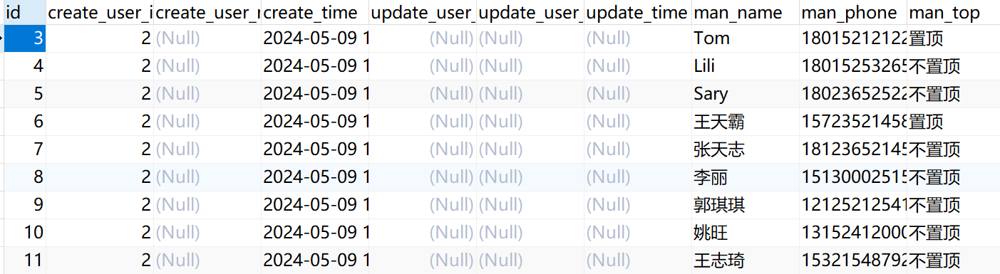 id create_user_i create_user_r create_time update_user_ update_user_ update_time man_name man_phone man_top
3 2 (Null) 2024-05-09 1 (Null) (Null) (Null) Tom 18015212122 置顶
4 2 (Null) 2024-05-09 1 (Null) (Null) (Null) Lili 18015253265 不置顶
5 2 (Null) 2024-05-09 1 (Null) (Null) (Null) Sary 18023652522 不置顶
6 2 (Null) 2024-05-09 1 (Null) (Null) (Null) 王天霸 15723521458 置顶
7 2 (Null) 2024-05-09 1 (Null) (Null) (Null) 张天志 18123652145 不置顶
8 2 (Null) 2024-05-09 1 (Null) (Null) (Null) 李丽 15130002515 不置顶
9 2 (Null) 2024-05-09 1 (Null) (Null) (Null) 郭琪琪 12125212541 不置顶
10 2 (Null) 2024-05-09 1 (Null) (Null) (Null) 姚旺 13152412000 不置顶
11 2 (Null) 2024-05-09 1 (Null) (Null) (Null) 王志琦 15321548792 不置顶